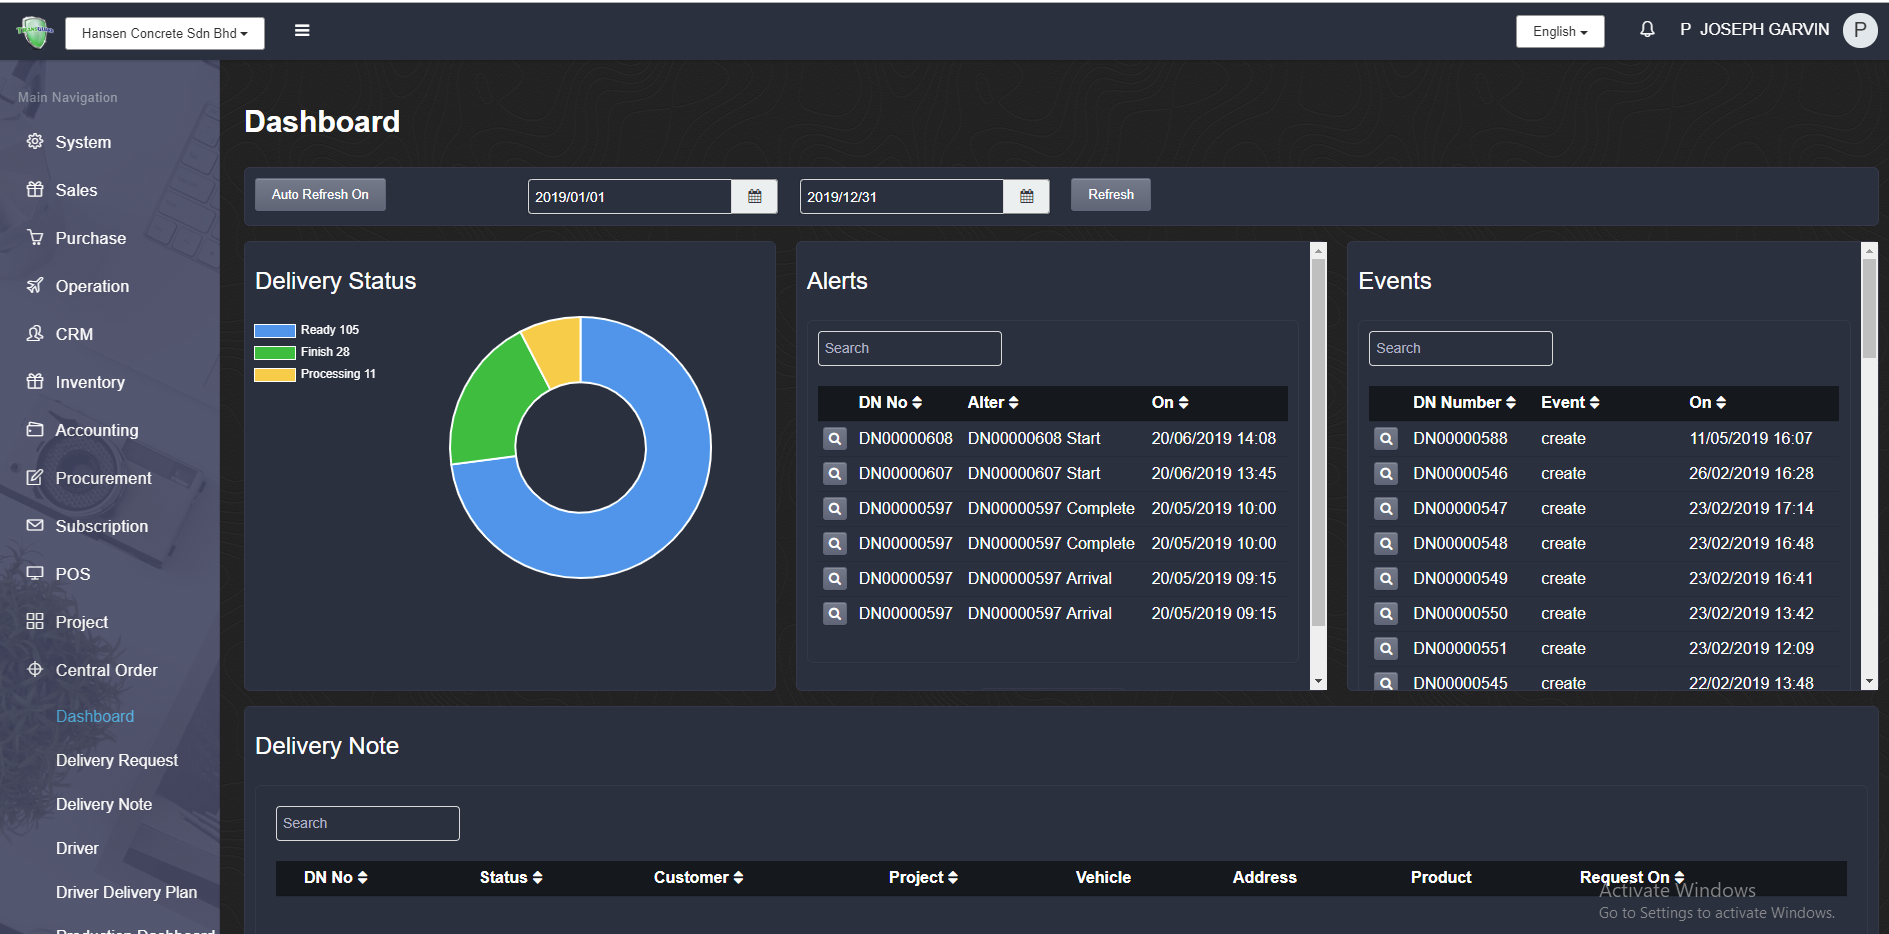 Hansen Concrete Sdn Bhd
English
P JOSEPH GARVIN
P
Main Navigation
System
Sales
Purchase
Operation
CRM
Inventory
Accounting
Procurement
Subscription
POS
Project
Central Order
Dashboard
Delivery Request
Delivery Note
Driver
Driver Delivery Plan
Production Dashboard
Dashboard
Auto Refresh On
2019/01/01
2019/12/31
Refresh
Delivery Status
Ready 105
Finish 28
Processing 11
Alerts
Search
DN No Alter On
DN00000608 DN00000608 Start 20/06/2019 14:08
DN00000607 DN00000607 Start 20/06/2019 13:45
DN00000597 DN00000597 Complete 20/05/2019 10:00
DN00000597 DN00000597 Complete 20/05/2019 10:00
DN00000597 DN00000597 Arrival 20/05/2019 09:15
DN00000597 DN00000597 Arrival 20/05/2019 09:15
Events
Search
DN Number Event On
DN00000588 create 11/05/2019 16:07
DN00000546 create 26/02/2019 16:28
DN00000547 create 23/02/2019 17:14
DN00000548 create 23/02/2019 16:48
DN00000549 create 23/02/2019 16:41
DN00000550 create 23/02/2019 13:42
DN00000551 create 23/02/2019 12:09
DN00000545 create 22/02/2019 13:48
Delivery Note
Search
DN No Status Customer Project Vehicle Address Product Request On
Activate Windows
Go to Settings to activate Windows.